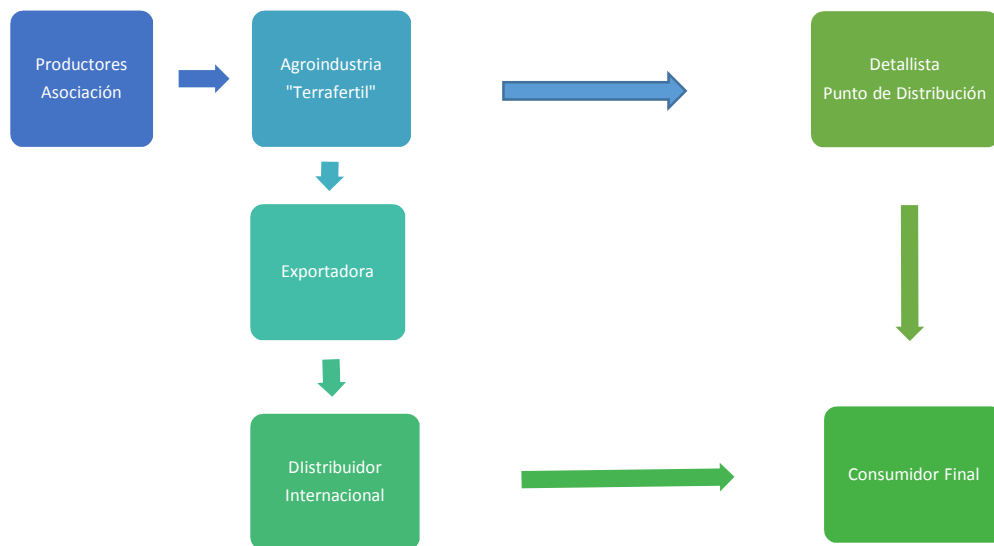 Productores
Asociación
Agroindustria
"Terrafertil"
Detallista
Punto de Distribución
Exportadora
DIistribuidor
Internacional
Consumidor Final